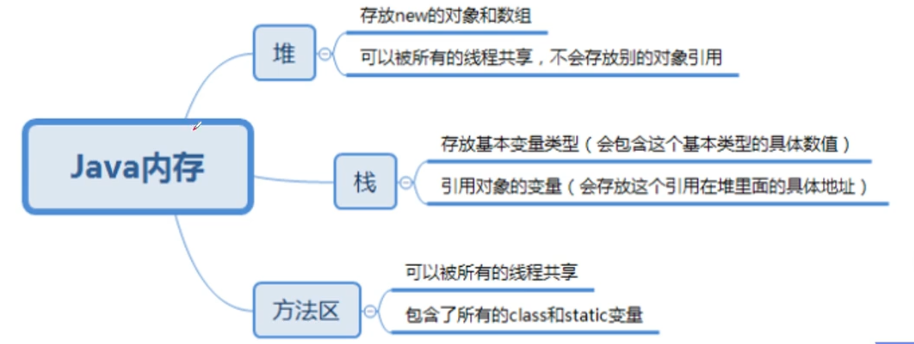 堆
存放new的对象和数组
可以被所有的线程共享，不会存放别的对象引用
Java内存
栈
存放基本变量类型（会包含这个基本类型的具体数值）
引用对象的变量（会存放这个引用在堆里面的具体地址）
方法区
可以被所有的线程共享
包含了所有的class和static变量